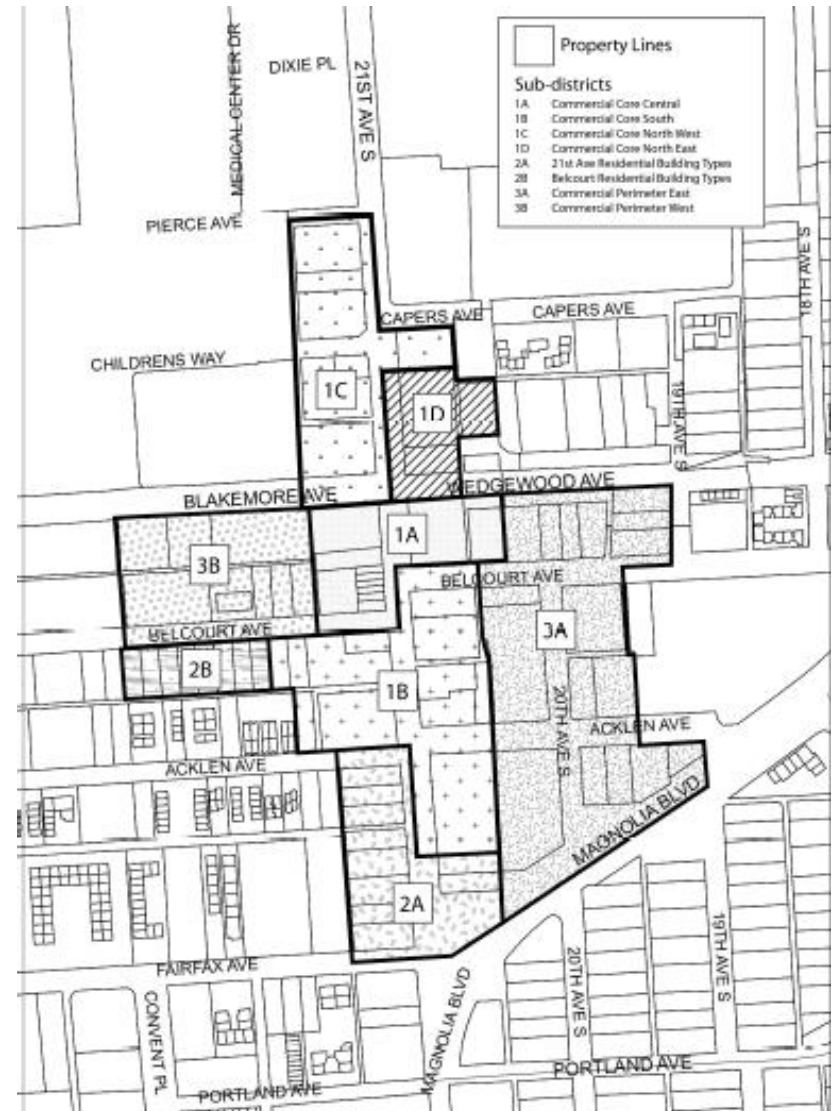 MEDICAL CENTER DR
DIXIE PL
21ST AVE S
Property Lines
Sub-districts
1A Commercial Core Central
1B Commercial Core South
1C Commercial Core North West
1D Commercial Core North East
2A 21st Ave Residential Building Types
2B Belcourt Residential Building Types
3A Commercial Perimeter East
3B Commercial Perimeter West
PIERCE AVE
18TH AVE S
CAPERS AVE
CAPERS AVE
CHILDRENS WAY
1C
1D
19TH AVE S
BLAKEMORE AVE
WEDGEWOOD AVE
1A
3B
BELCOURT AVE
BELCOURT AVE
3A
2B
1B
20TH AVE S
ACKLEN AVE
ACKLEN AVE
MAGNOLIA BLVD
2A
FAIRFAX AVE
19TH AVE S
20TH AVE S
CONVENT PL
MAGNOLIA BLVD
PORTLAND AVE
PORTLAND AVE